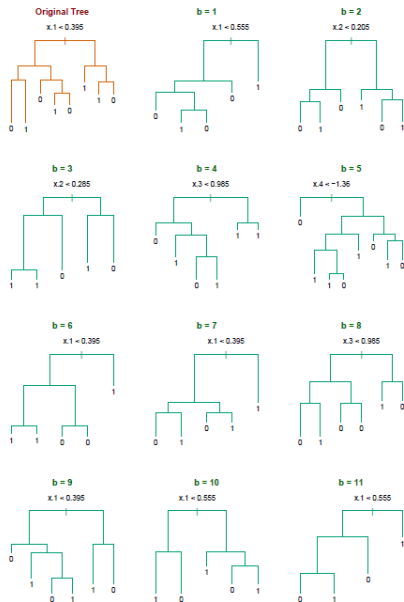 Original Tree
x.1 < 0.395
0 1 0 1 0 1 1 0
b = 1
x.1 < 0.555
0 1 0 0 1
b = 2
x.2 < 0.205
0 1 0 1 1 0
b = 3
x.2 < 0.285
1 1 0 1 0
b = 4
x.3 < 0.985
0 1 0 1 1 1
b = 5
x.4 < −1.36
0 1 1 0 1 0 1 0
b = 6
x.1 < 0.395
1 1 0 0 1
b = 7
x.1 < 0.395
0 1 0 1 1
b = 8
x.3 < 0.985
0 1 0 0 1 0
b = 9
x.1 < 0.395
0 1 0 1 1 0
b = 10
x.1 < 0.555
1 0 1 1 0
b = 11
x.1 < 0.555
0 1 0 1